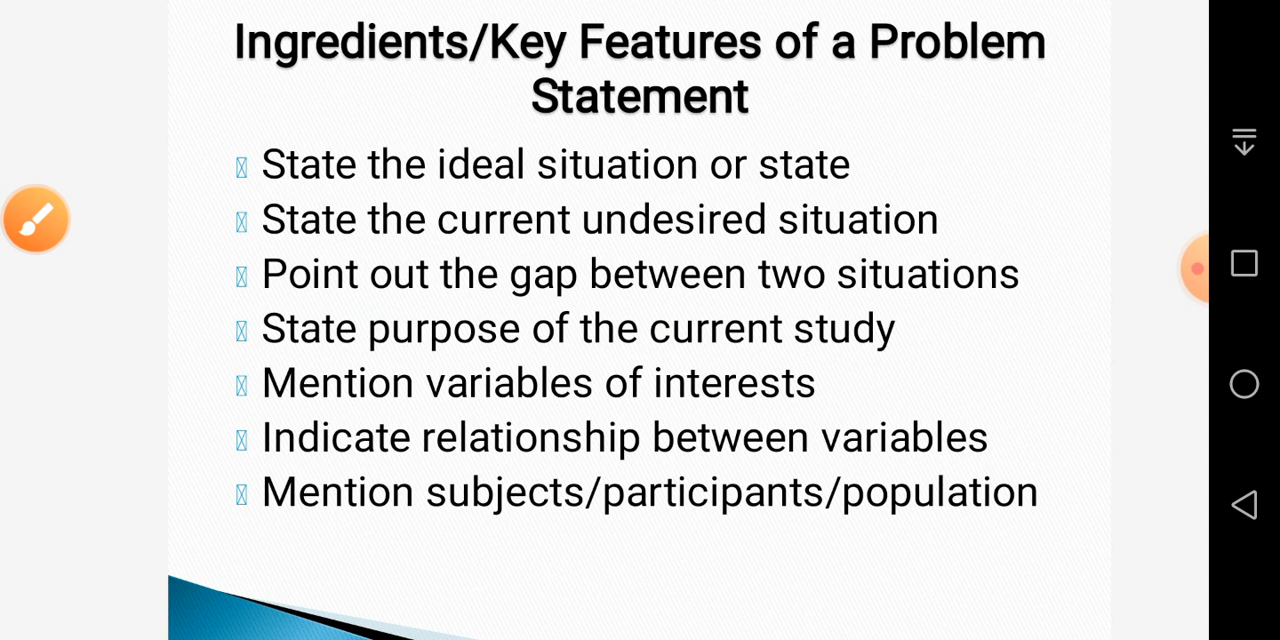 Ingredients/Key Features of a Problem
Statement
State the ideal situation or state
State the current undesired situation
Point out the gap between two situations
State purpose of the current study
Mention variables of interests
Indicate relationship between variables
Mention subjects/participants/population